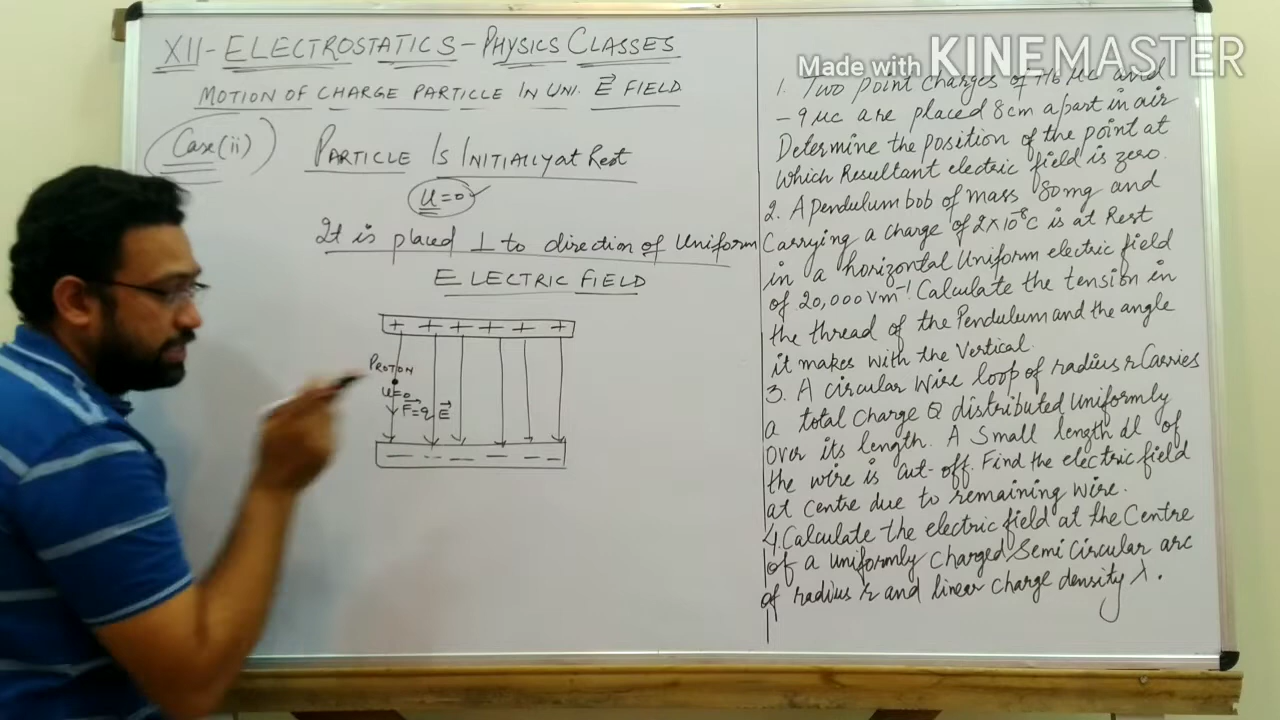 XII - ELECTROSTATICS - PHYSICS CLASSES
MOTION OF CHARGE PARTICLE IN UNI. E FIELD
Case (ii)
PARTICLE IS INITIALLY at Rest
u=0
It is placed ⊥ to direction of Uniform
ELECTRIC FIELD
+ + + + + +
PROTON
u=0
F=qE
- - - - - - -
Made with KINEMASTER
1. Two point charges of +16 μC and
-9 μC are placed 8cm apart in air
Determine the position of the point at
which Resultant electric field is zero.
2. A pendulum bob of mass 80mg and
Carrying a charge of 2×10⁻⁸C is at Rest
in a horizontal Uniform electric field
of 20,000 Vm⁻¹. Calculate the tension in
the thread of the Pendulum and the angle
it makes with the Vertical.
3. A Circular Wire loop of radius r Carries
a total Charge Q distributed Uniformly
over its length. A Small length dl of
the wire is cut-off. Find the electric field
at centre due to remaining wire.
4. Calculate the electric field at the Centre
of a uniformly Charged Semi Circular arc
of radius r and linear charge density λ.